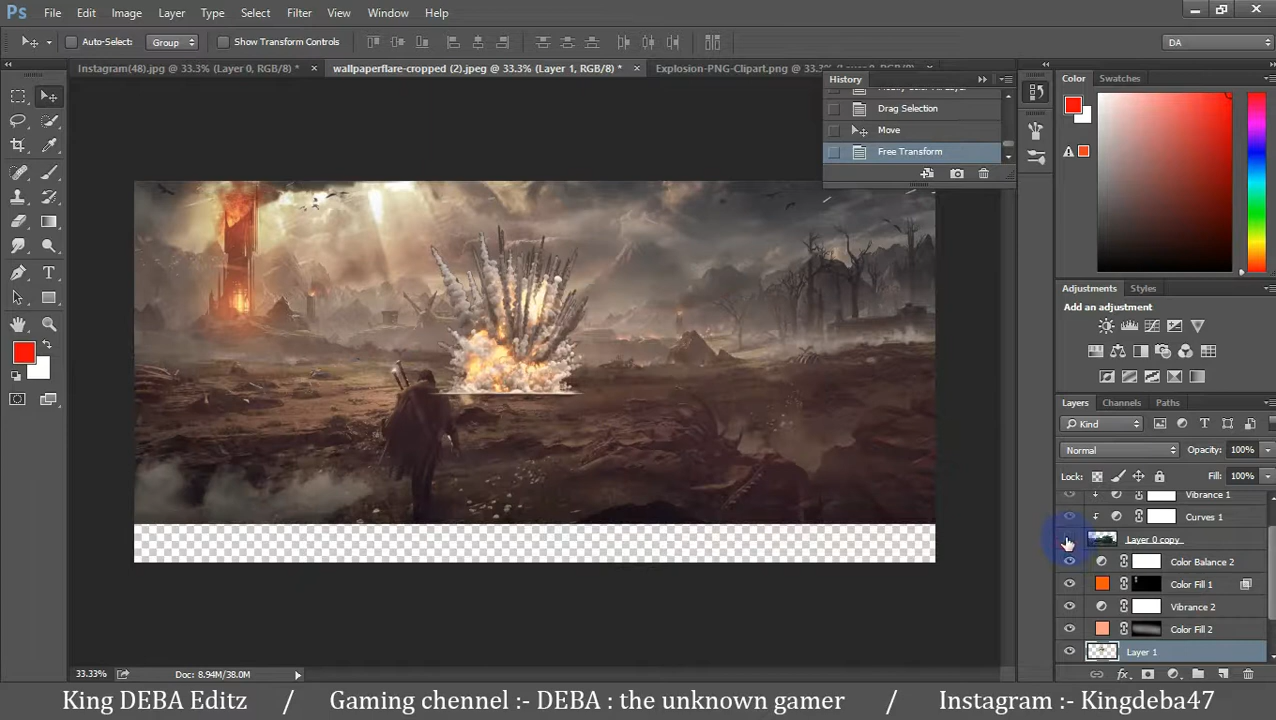 Ps File Edit Image Layer Type Select Filter View Window Help
Auto-Select: Group Show Transform Controls DA
Instagram(48).jpg @ 33.3% (Layer 0, RGB/8) * × wallpaperflare-cropped (2).jpeg @ 33.3% (Layer 1, RGB/8) * × Explosion-PNG-Clipart.png @ 33.3%
History
Drag Selection
Move
Free Transform
Color Swatches
Adjustments Styles
Add an adjustment
Layers Channels Paths
Kind
Normal Opacity: 100%
Lock: Fill: 100%
Vibrance 1
Curves 1
Layer 0 copy
Color Balance 2
Color Fill 1
Vibrance 2
Color Fill 2
Layer 1
33.33% Doc: 8.94M/38.0M
King DEBA Editz / Gaming channel :- DEBA : the unknown gamer / Instagram :- Kingdeba47